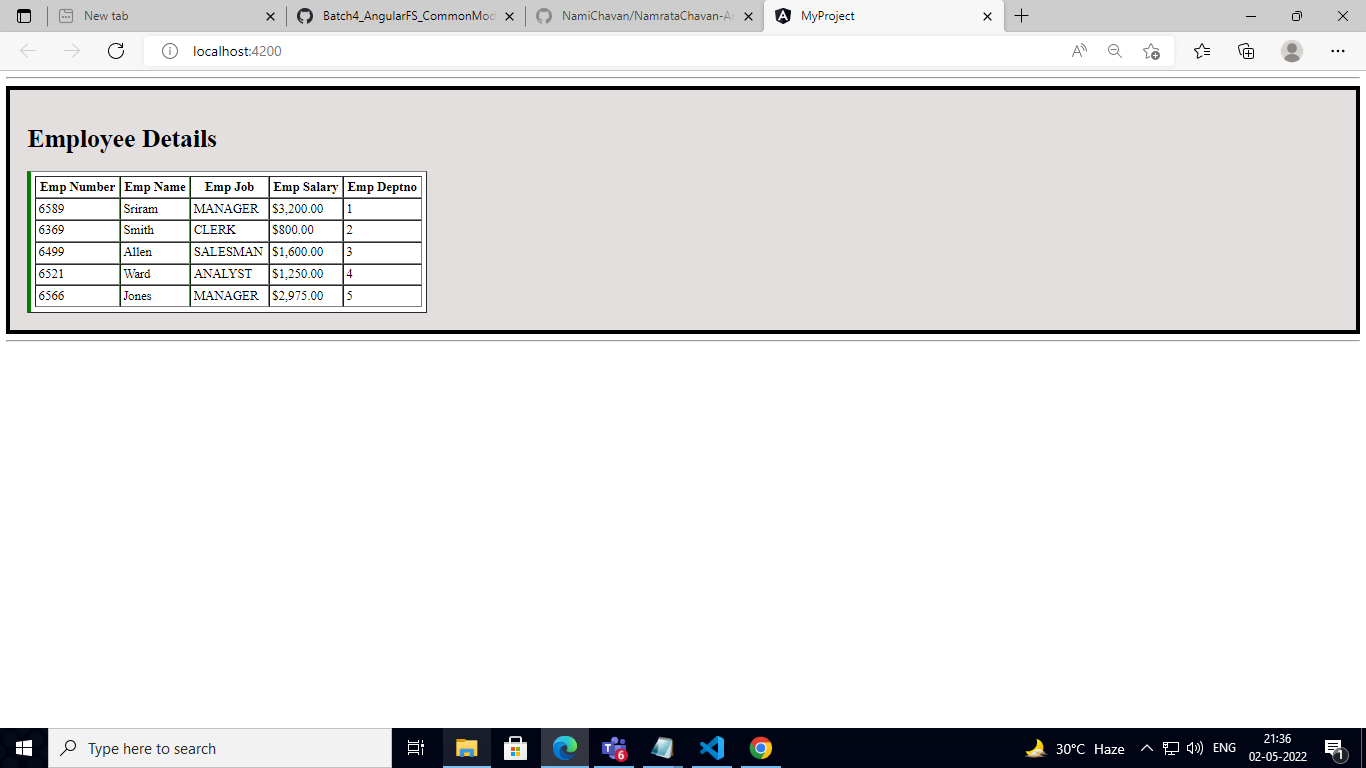 New tab
Batch4_AngularFS_CommonMod
NamiChavan/NamrataChavan-An
MyProject
localhost:4200
Employee Details
Emp Number Emp Name Emp Job Emp Salary Emp Deptno
6589 Sriram MANAGER $3,200.00 1
6369 Smith CLERK $800.00 2
6499 Allen SALESMAN $1,600.00 3
6521 Ward ANALYST $1,250.00 4
6566 Jones MANAGER $2,975.00 5
Type here to search
6
30°C Haze
ENG
21:36
02-05-2022
1